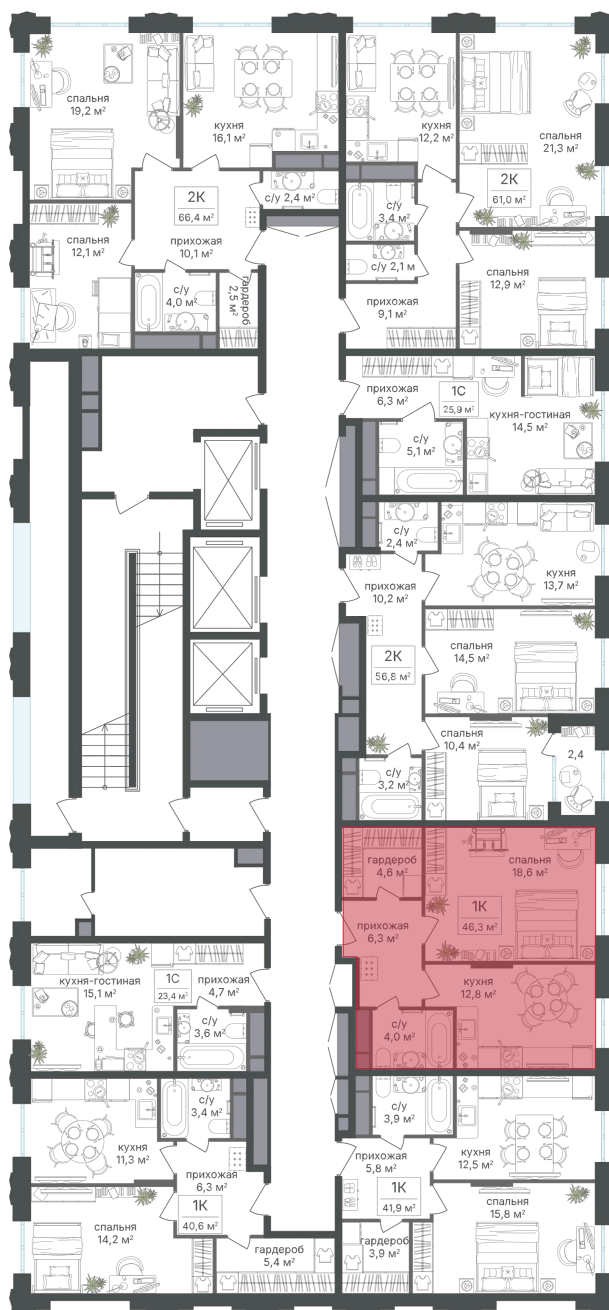 спальня
19,2 м²
кухня
16,1 м²
2К
66,4 м²
с/у 2,4 м²
прихожая
10,1 м²
спальня
12,1 м²
с/у
4,0 м²
гардероб
2,5 м²
кухня
12,2 м²
спальня
21,3 м²
2К
61,0 м²
с/у
3,4 м²
с/у 2,1 м
спальня
12,9 м²
прихожая
9,1 м²
прихожая
6,3 м²
1С
25,9 м²
кухня-гостиная
14,5 м²
с/у
5,1 м²
с/у
2,4 м²
кухня
13,7 м²
прихожая
10,2 м²
2К
56,8 м²
спальня
14,5 м²
спальня
10,4 м²
2,4
с/у
3,2 м²
гардероб
4,6 м²
спальня
18,6 м²
1К
46,3 м²
прихожая
6,3 м²
кухня
12,8 м²
с/у
4,0 м²
кухня-гостиная
15,1 м²
1С
23,4 м²
прихожая
4,7 м²
с/у
3,6 м²
с/у
3,4 м²
кухня
11,3 м²
прихожая
6,3 м²
1К
40,6 м²
спальня
14,2 м²
гардероб
5,4 м²
с/у
3,9 м²
кухня
12,5 м²
прихожая
5,8 м²
1К
41,9 м²
спальня
15,8 м²
гардероб
3,9 м²